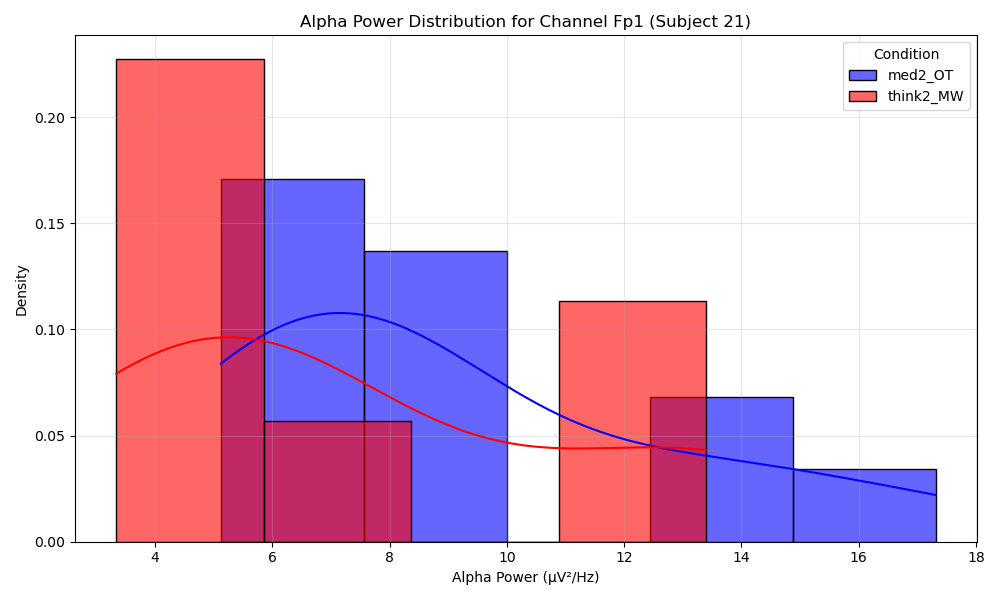 Alpha Power Distribution for Channel Fp1 (Subject 21)
Condition
med2_OT
think2_MW
Density
0.20
0.15
0.10
0.05
0.00
4 6 8 10 12 14 16 18
Alpha Power (µV²/Hz)